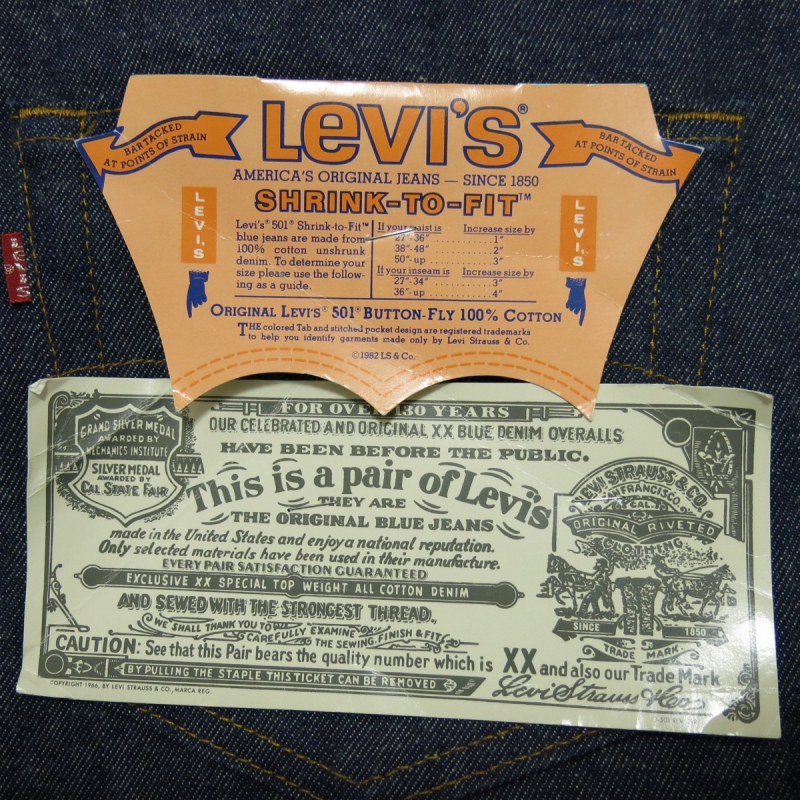 Levi's®
BAR TACKED
AT POINTS OF STRAIN
BAR TACKED
AT POINTS OF STRAIN
AMERICA'S ORIGINAL JEANS — SINCE 1850
SHRINK-TO-FIT™
LEVI'S
LEVI'S
Levi's® 501® Shrink-to-Fit™
blue jeans are made from
100% cotton unshrunk
denim. To determine your
size please use the follow-
ing as a guide.
If your waist is Increase size by
27"-36" ............ 1"
38"-48" ............ 2"
50"-up ............ 3"
If your inseam is Increase size by
27"-34" ............ 3"
36"-up ............ 4"
ORIGINAL LEVI'S® 501® BUTTON-FLY 100% COTTON
THE colored Tab and stitched pocket design are registered trademarks
to help you identify garments made only by Levi Strauss & Co.
©1982 LS & Co.
FOR OVER 130 YEARS
OUR CELEBRATED AND ORIGINAL XX BLUE DENIM OVERALLS
HAVE BEEN BEFORE THE PUBLIC.
GRAND SILVER MEDAL
AWARDED BY
MECHANICS INSTITUTE
SILVER MEDAL
AWARDED BY
CAL. STATE FAIR
This is a pair of Levi's
THEY ARE
THE ORIGINAL BLUE JEANS
made in the United States and enjoy a national reputation.
Only selected materials have been used in their manufacture.
EVERY PAIR SATISFACTION GUARANTEED
EXCLUSIVE XX SPECIAL TOP WEIGHT ALL COTTON DENIM
AND SEWED WITH THE STRONGEST THREAD.
WE SHALL THANK YOU TO
CAREFULLY EXAMINE
THE SEWING, FINISH & FIT
LEVI STRAUSS & CO.
SAN FRANCISCO
CAL.
ORIGINAL RIVETED
CLOTHING
SINCE 1850
TRADE MARK.
CAUTION: See that this Pair bears the quality number which is XX and also our Trade Mark
BY PULLING THE STAPLE THIS TICKET CAN BE REMOVED
Levi Strauss & Co.
COPYRIGHT 1966, BY LEVI STRAUSS & CO., MARCA REG.